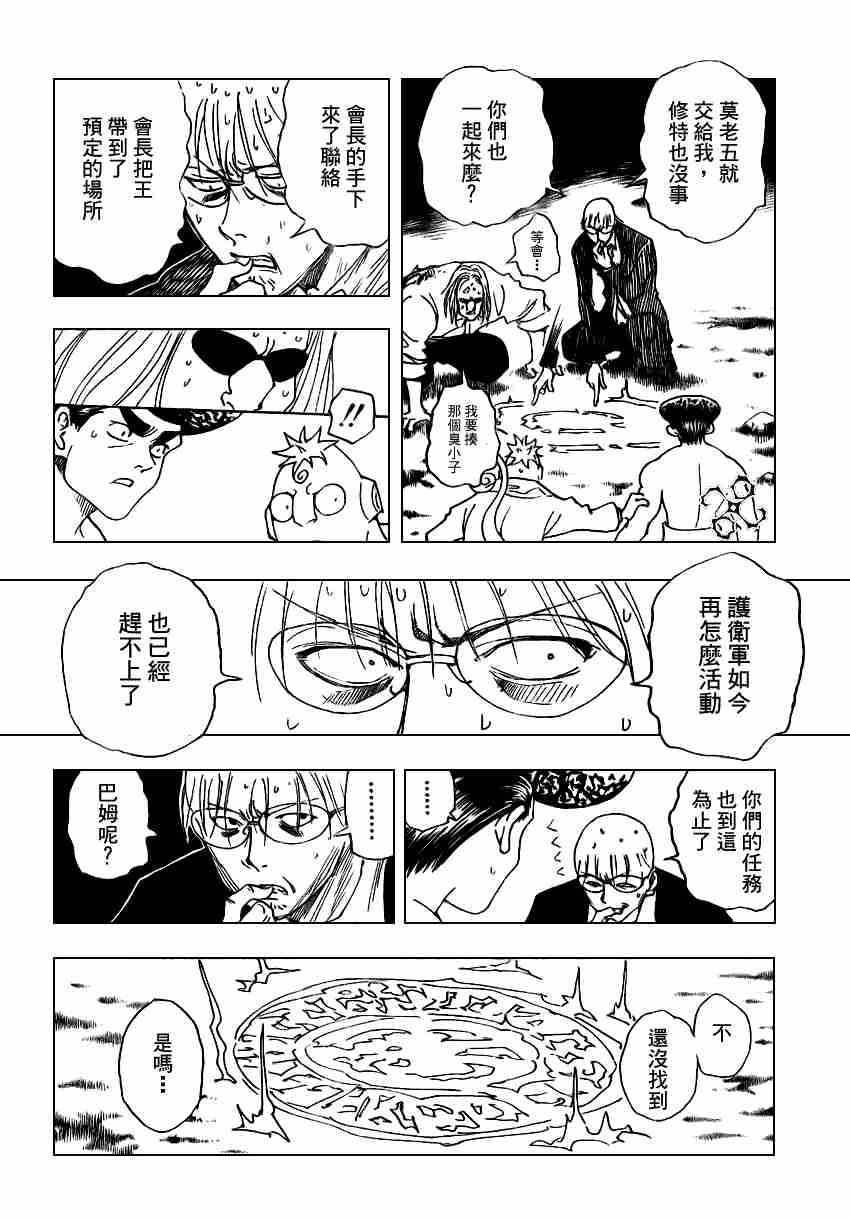 莫老五就
交給我，
修特也沒事
你們也
一起來麼?
等會…
我要揍
那個臭小子
會長的手下
來了聯絡
會長把王
帶到了
預定的場所
!!
護衛軍如今
再怎麼活動
也已經
趕不上了
你們的任務
也到這
為止了
……
………
巴姆呢?
不
還沒找到
是嗎…